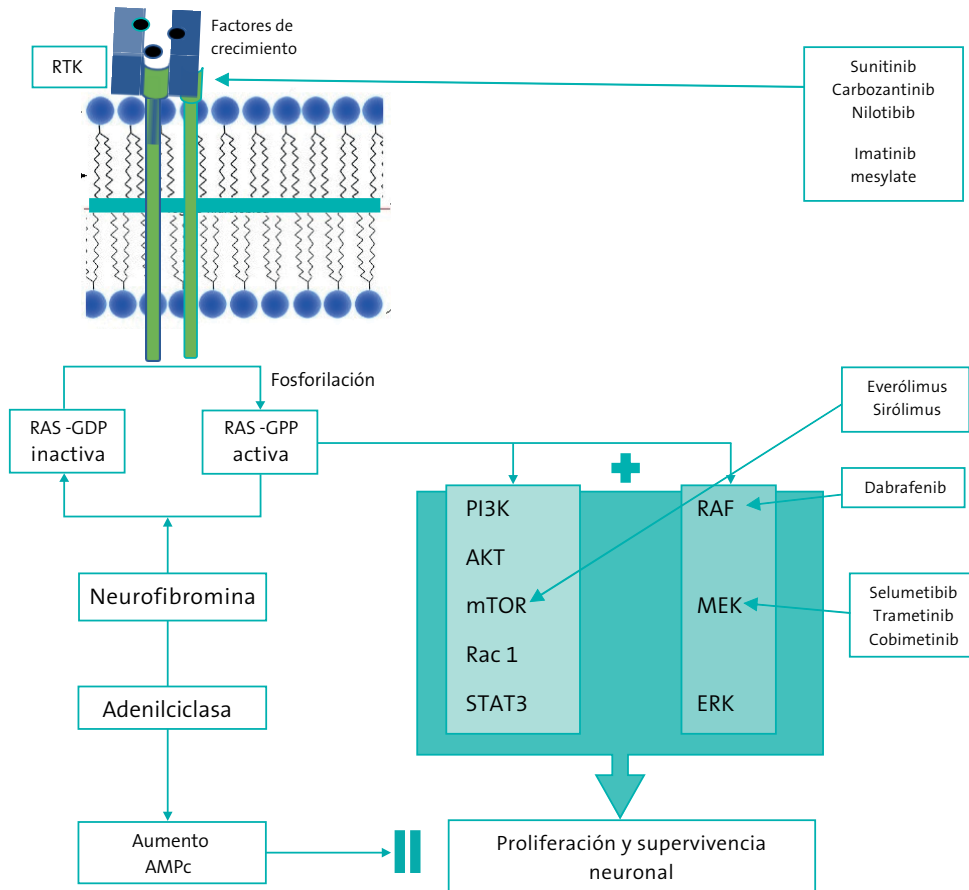 Factores de
crecimiento
RTK
Sunitinib
Carbozantinib
Nilotibib
Imatinib
mesylate
Fosforilación
RAS -GDP
inactiva
RAS -GPP
activa
Everólimus
Sirólimus
Dabrafenib
Selumetibib
Trametinib
Cobimetinib
PI3K
AKT
mTOR
Rac 1
STAT3
RAF
MEK
ERK
Neurofibromina
Adenilciclasa
Aumento
AMPc
Proliferación y supervivencia
neuronal